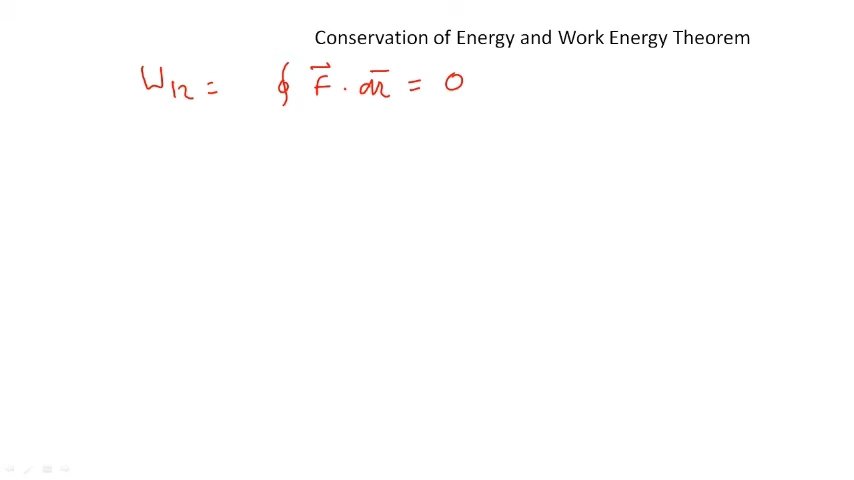 Conservation of Energy and Work Energy Theorem
W₁₂ = ∮ F⃗ · dr̅ = 0